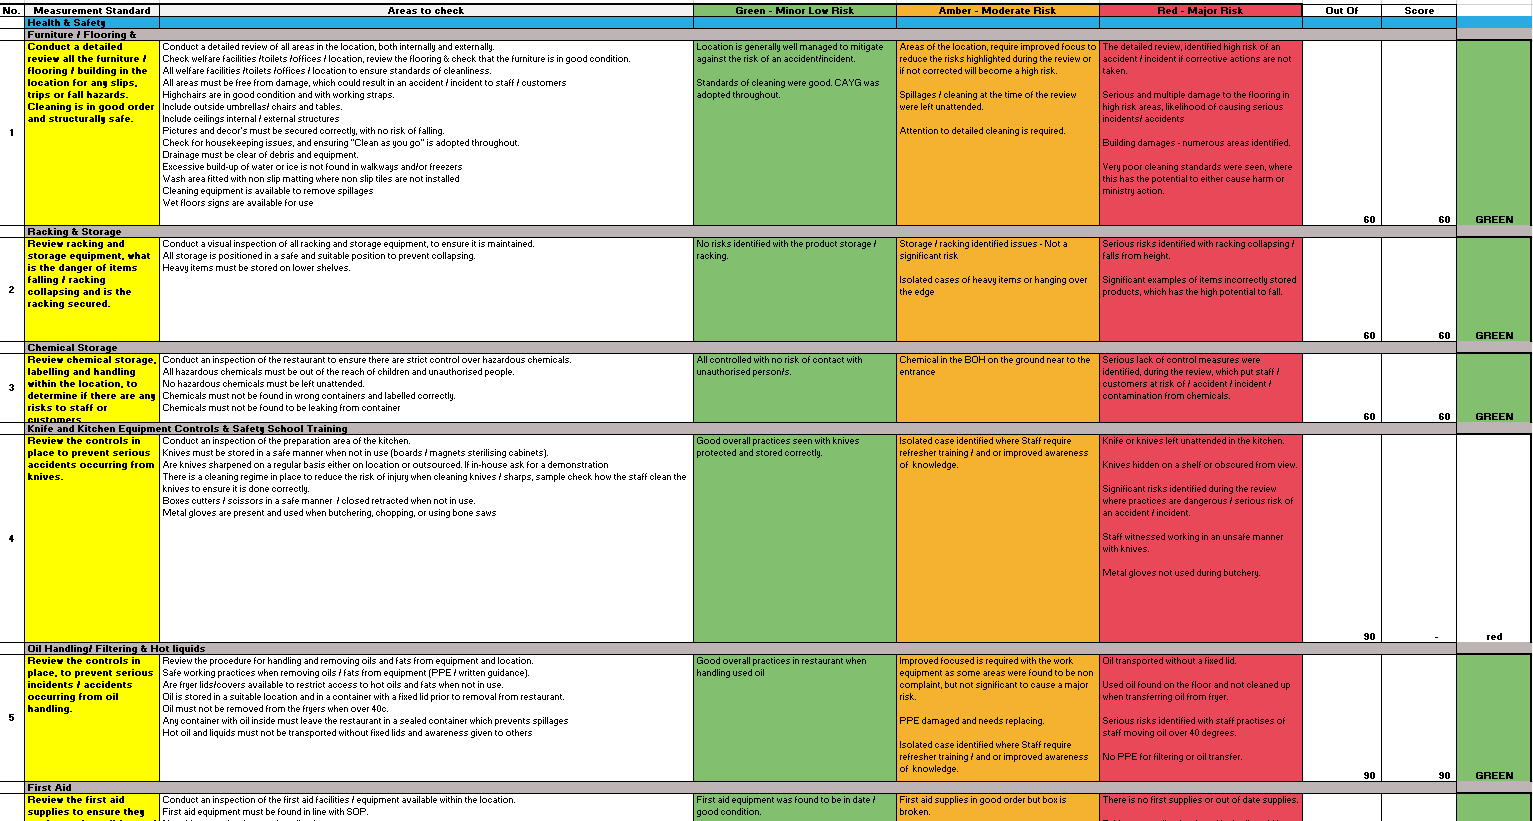 No. Measurement Standard Areas to check Green - Minor Low Risk Amber - Moderate Risk Red - Major Risk Out Of Score
Health & Safety
Furniture / Flooring &
1
Conduct a detailed
review all the furniture /
flooring / building in the
location for any slips,
trips or fall hazards.
Cleaning is in good order
and structurally safe.
Conduct a detailed review of all areas in the location, both internally and externally.
Check welfare facilities /toilets /offices / location, review the flooring & check that the furniture is in good condition.
All welfare facilities /toilets /offices / location to ensure standards of cleanliness.
All areas must be free from damage, which could result in an accident / incident to staff / customers
Highchairs are in good condition and with working straps.
Include outside umbrellas/ chairs and tables.
Include ceilings internal / external structures
Pictures and decor's must be secured correctly, with no risk of falling.
Check for housekeeping issues, and ensuring "Clean as you go" is adopted throughout.
Drainage must be clear of debris and equipment.
Excessive build-up of water or ice is not found in walkways and/or freezers
Wash area fitted with non slip matting where non slip tiles are not installed
Cleaning equipment is available to remove spillages
Wet floors signs are available for use
Location is generally well managed to mitigate
against the risk of an accident/incident.
Standards of cleaning were good. CAYG was
adopted throughout.
Areas of the location, require improved focus to
reduce the risks highlighted during the review or
if not corrected will become a high risk.
Spillages / cleaning at the time of the review
were left unattended.
Attention to detailed cleaning is required.
The detailed review, identified high risk of an
accident / incident if corrective actions are not
taken.
Serious and multiple damage to the flooring in
high risk areas, likelihood of causing serious
incidents/ accidents
Building damages - numerous areas identified.
Very poor cleaning standards were seen, where
this has the potential to either cause harm or
ministry action.
60 60 GREEN
Racking & Storage
2
Review racking and
storage equipment, what
is the danger of items
falling / racking
collapsing and is the
racking secured.
Conduct a visual inspection of all racking and storage equipment, to ensure it is maintained.
All storage is positioned in a safe and suitable position to prevent collapsing.
Heavy items must be stored on lower shelves.
No risks identified with the product storage /
racking.
Storage / racking identified issues - Not a
significant risk
Isolated cases of heavy items or hanging over
the edge
Serious risks identified with racking collapsing /
falls from height.
Significant examples of items incorrectly stored
products, which has the high potential to fall.
60 60 GREEN
Chemical Storage
3
Review chemical storage,
labelling and handling
within the location, to
determine if there are any
risks to staff or
customers
Conduct an inspection of the restaurant to ensure there are strict control over hazardous chemicals.
All hazardous chemicals must be out of the reach of children and unauthorised people.
No hazardous chemicals must be left unattended.
Chemicals must not be found in wrong containers and labelled correctly.
Chemicals must not be found to be leaking from container
All controlled with no risk of contact with
unauthorised person/s.
Chemical in the BOH on the ground near to the
entrance
Serious lack of control measures were
identified, during the review, which put staff /
customers at risk of / accident / incident /
contamination from chemicals.
60 60 GREEN
Knife and Kitchen Equipment Controls & Safety School Training
4
Review the controls in
place to prevent serious
accidents occurring from
knives.
Conduct an inspection of the preparation area of the kitchen.
Knives must be stored in a safe manner when not in use (boards / magnets sterilising cabinets).
Are knives sharpened on a regular basis either on location or outsourced. If in-house ask for a demonstration
There is a cleaning regime in place to reduce the risk of injury when cleaning knives / sharps, sample check how the staff clean the
knives to ensure it is done correctly.
Boxes cutters / scissors in a safe manner / closed retracted when not in use.
Metal gloves are present and used when butchering, chopping, or using bone saws
Good overall practices seen with knives
protected and stored correctly.
Isolated case identified where Staff require
refresher training / and or improved awareness
of knowledge.
Knife or knives left unattended in the kitchen.
Knives hidden on a shelf or obscured from view.
Significant risks identified during the review
where practices are dangerous / serious risk of
an accident / incident.
Staff witnessed working in an unsafe manner
with knives.
Metal gloves not used during butchery.
90 - red
Oil Handling/ Filtering & Hot liquids
5
Review the controls in
place, to prevent serious
incidents / accidents
occurring from oil
handling.
Review the procedure for handling and removing oils and fats from equipment and location.
Safe working practices when removing oils / fats from equipment (PPE / written guidance).
Are fryer lids/covers available to restrict access to hot oils and fats when not in use.
Oil is stored in a suitable location and in a container with a fixed lid prior to removal from restaurant.
Oil must not be removed from the fryers when over 40c.
Any container with oil inside must leave the restaurant in a sealed container which prevents spillages
Hot oil and liquids must not be transported without fixed lids and awareness given to others
Good overall practices in restaurant when
handling used oil
Improved focused is required with the work
equipment as some areas were found to be non
complaint, but not significant to cause a major
risk.
PPE damaged and needs replacing.
Isolated case identified where Staff require
refresher training / and or improved awareness
of knowledge.
Oil transported without a fixed lid.
Used oil found on the floor and not cleaned up
when transferring oil from fryer.
Serious risks identified with staff practises of
staff moving oil over 40 degrees.
No PPE for filtering or oil transfer.
90 90 GREEN
First Aid
Review the first aid
supplies to ensure they
Conduct an inspection of the first aid facilities / equipment available within the location.
First aid equipment must be found in line with SOP.
First aid equipment was found to be in date /
good condition.
First aid supplies in good order but box is
broken.
There is no first supplies or out of date supplies.